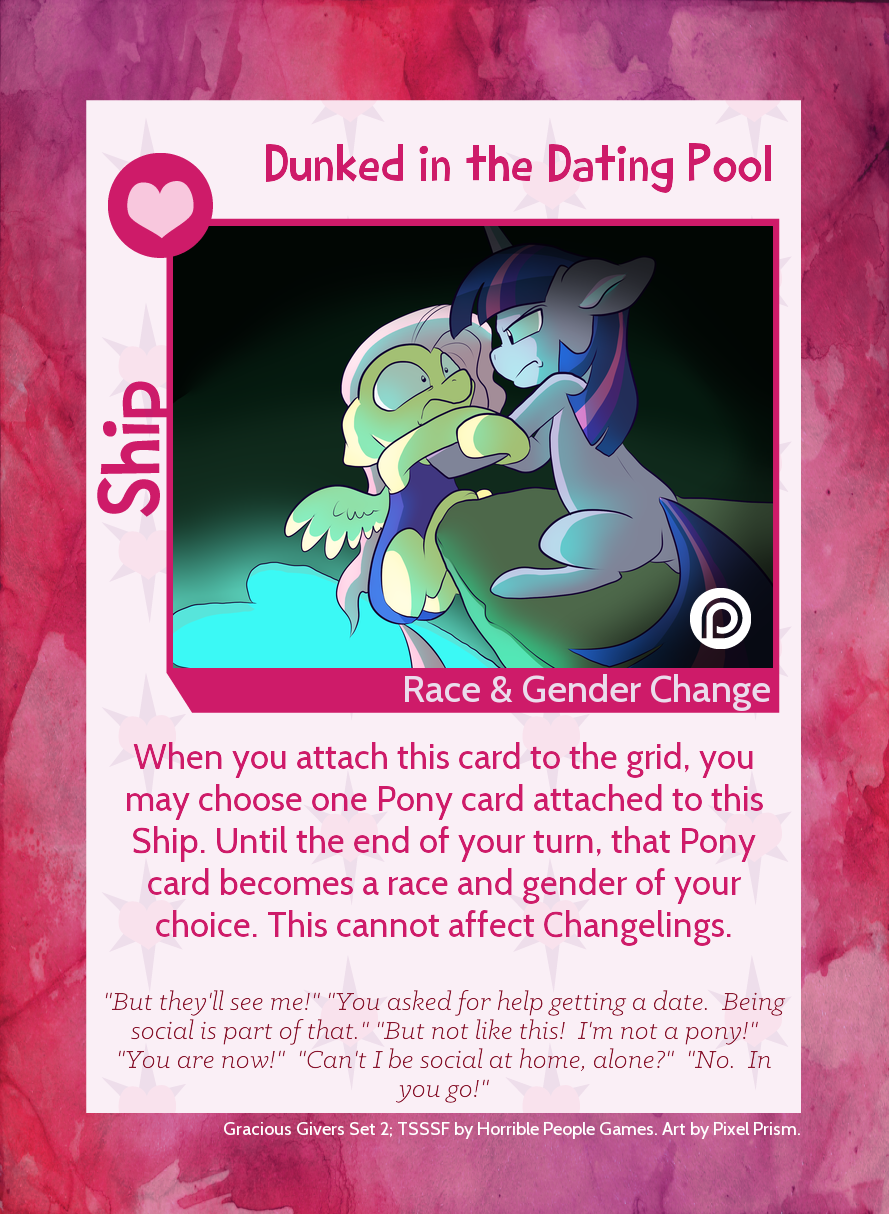 Dunked in the Dating Pool
Ship
Race & Gender Change
When you attach this card to the grid, you
may choose one Pony card attached to this
Ship. Until the end of your turn, that Pony
card becomes a race and gender of your
choice. This cannot affect Changelings.
"But they'll see me!" "You asked for help getting a date.  Being
social is part of that." "But not like this!  I'm not a pony!"
"You are now!"  "Can't I be social at home, alone?"  "No.  In
you go!"
Gracious Givers Set 2; TSSSF by Horrible People Games. Art by Pixel Prism.